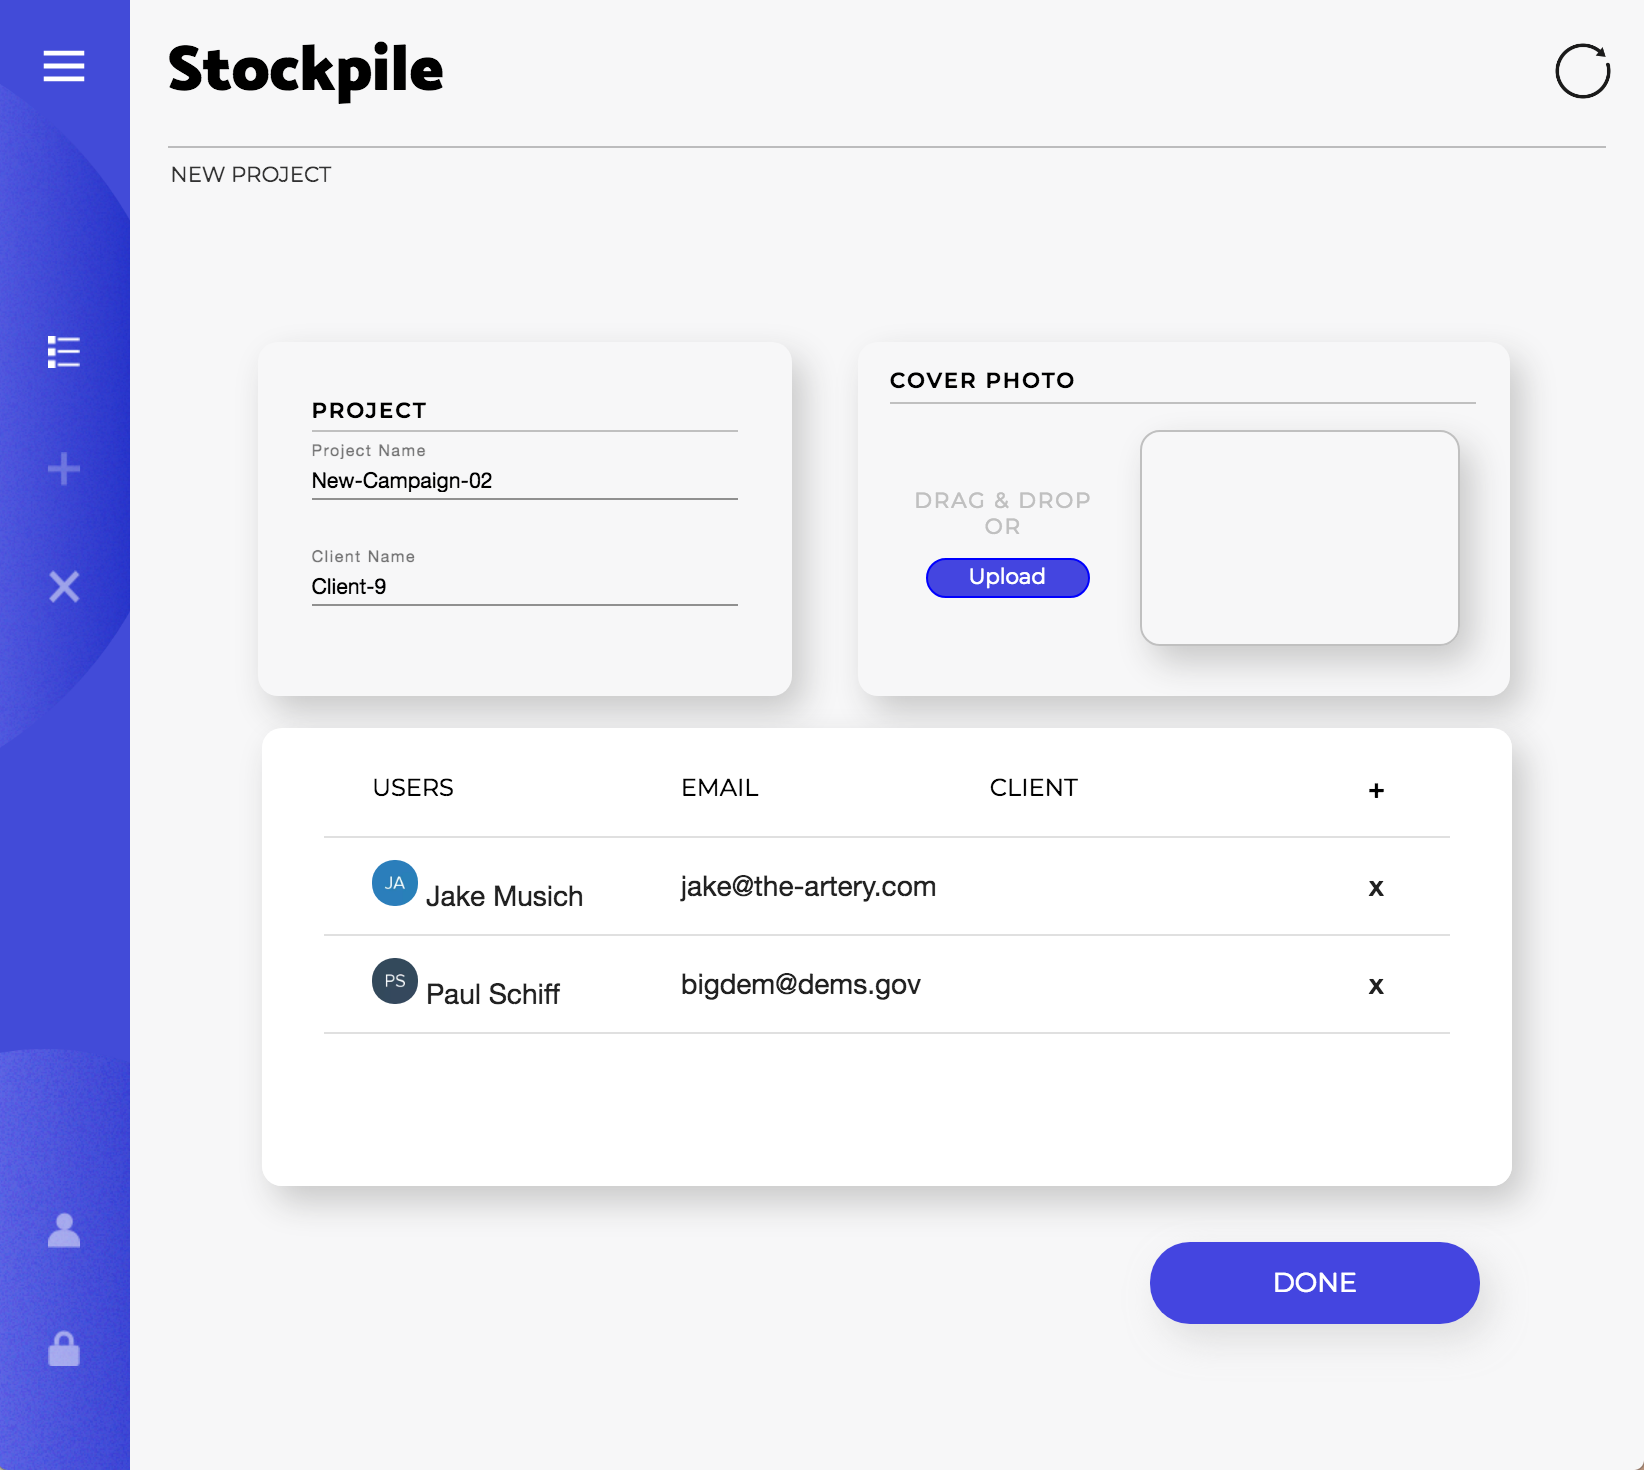 Stockpile
NEW PROJECT
PROJECT
Project Name
New-Campaign-02
Client Name
Client-9
COVER PHOTO
DRAG & DROP
OR
Upload
USERS EMAIL CLIENT +
JA Jake Musich jake@the-artery.com x
PS Paul Schiff bigdem@dems.gov x
DONE